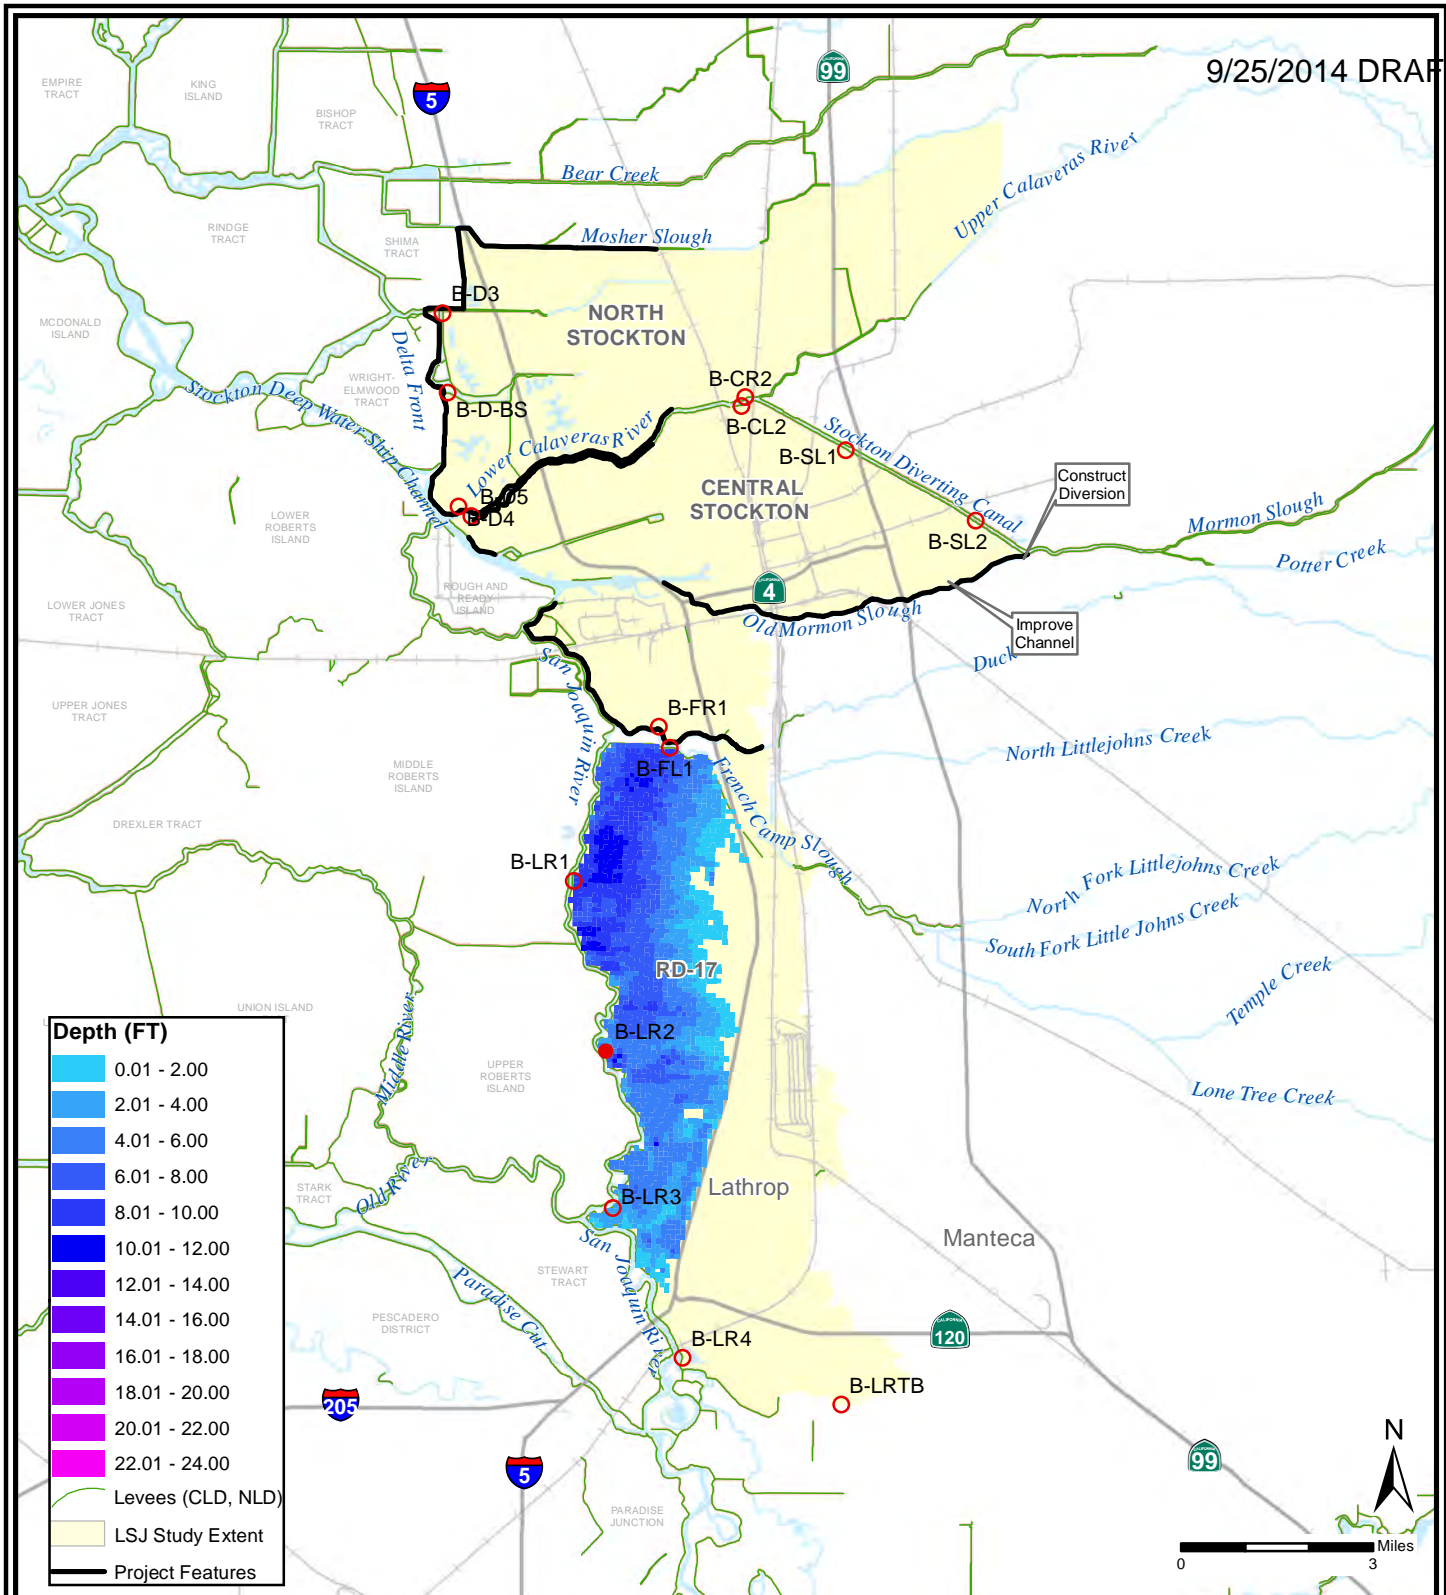 9/25/2014 DRAF
EMPIRE
TRACT
KING
ISLAND
BISHOP
TRACT
5
99
Bear Creek
Upper Calaveras River
RINDGE
TRACT
SHIMA
TRACT
Mosher Slough
B-D3
NORTH
STOCKTON
MCDONALD
ISLAND
Delta Front
WRIGHT-
ELMWOOD
TRACT
Stockton Deep Water Ship Channel
B-D-BS
B-CR2
B-CL2
Lower Calaveras River
Stockton Diverting Canal
B-SL1
Construct
Diversion
CENTRAL
STOCKTON
B-D5
B-D4
B-SL2
Mormon Slough
Potter Creek
LOWER
ROBERTS
ISLAND
ROUGH AND
READY
ISLAND
CALIFORNIA
4
LOWER JONES
TRACT
Old Mormon Slough
Improve
Channel
Duck
San Joaquin River
UPPER JONES
TRACT
B-FR1
North Littlejohns Creek
B-FL1
French Camp Slough
MIDDLE
ROBERTS
ISLAND
DREXLER TRACT
B-LR1
North Fork Littlejohns Creek
South Fork Little Johns Creek
RD-17
Temple Creek
UNION ISLAND
Middle River
B-LR2
UPPER
ROBERTS
ISLAND
Lone Tree Creek
Old River
STARK
TRACT
B-LR3
Lathrop
Manteca
San Joaquin River
STEWART
TRACT
Paradise Cut
PESCADERO
DISTRICT
CALIFORNIA
120
B-LR4
B-LRTB
205
5
99
PARADISE
JUNCTION
Depth (FT)
0.01 - 2.00
2.01 - 4.00
4.01 - 6.00
6.01 - 8.00
8.01 - 10.00
10.01 - 12.00
12.01 - 14.00
14.01 - 16.00
16.01 - 18.00
18.01 - 20.00
20.01 - 22.00
22.01 - 24.00
Levees (CLD, NLD)
LSJ Study Extent
Project Features
N
Miles
0 3